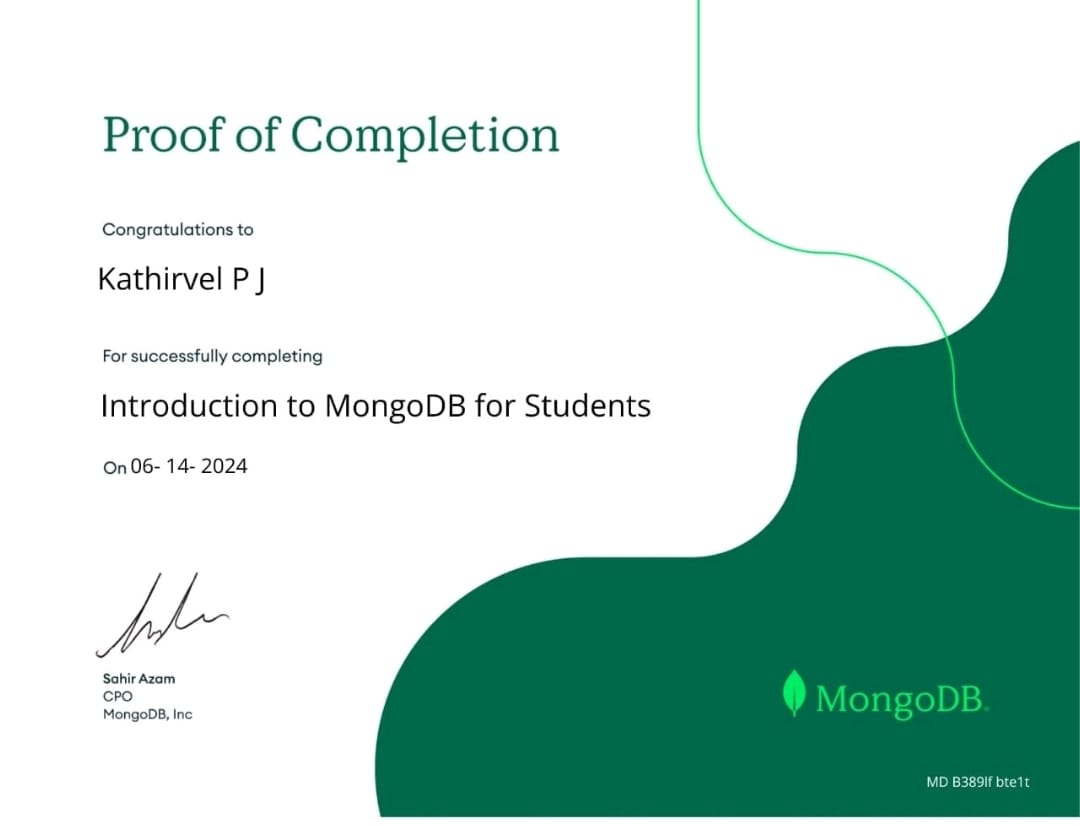 Proof of Completion
Congratulations to
Kathirvel P J
For successfully completing
Introduction to MongoDB for Students
On 06- 14- 2024
Sahir Azam
CPO
MongoDB, Inc
MongoDB.
MD B389lf bte1t